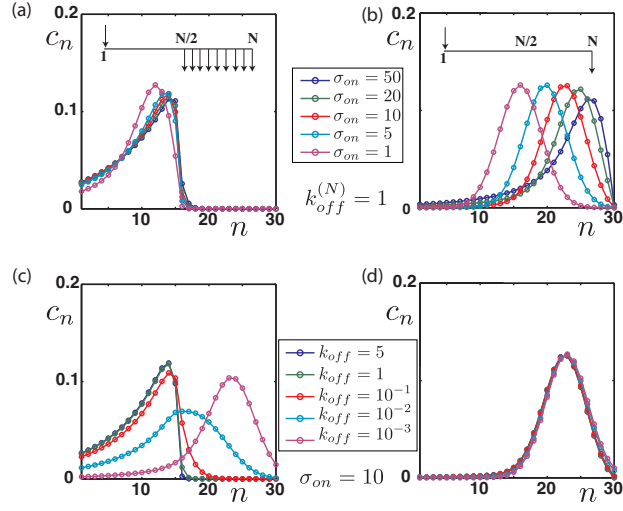 (a)
0.2
c_n
N/2
N
1
0.1
0
10
20
30
n
σ_on = 50
σ_on = 20
σ_on = 10
σ_on = 5
σ_on = 1
k_off^(N) = 1
(b)
0.2
c_n
N/2
N
1
0
10
20
30
n
(c)
0.2
c_n
0.1
0
10
20
30
n
k_off = 5
k_off = 1
k_off = 10^-1
k_off = 10^-2
k_off = 10^-3
σ_on = 10
(d)
0.2
c_n
0
10
20
30
n